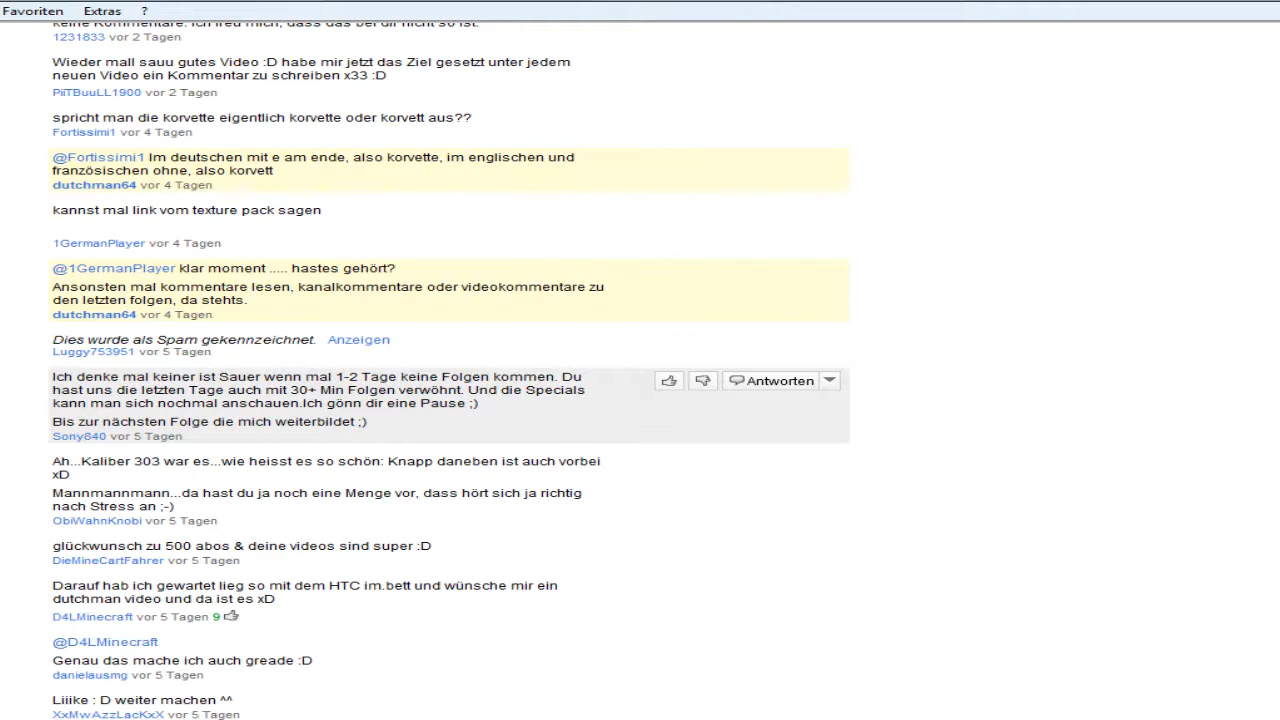 Favoriten Extras ?
keine Kommentare. Ich freu mich, dass das bei dir nicht so ist.
1231833 vor 2 Tagen
Wieder mall sauu gutes Video :D habe mir jetzt das Ziel gesetzt unter jedem
neuen Video ein Kommentar zu schreiben x33 :D
PiiTBuuLL1900 vor 2 Tagen
spricht man die korvette eigentlich korvette oder korvett aus??
Fortissimi1 vor 4 Tagen
@Fortissimi1 Im deutschen mit e am ende, also korvette, im englischen und
französischen ohne, also korvett
dutchman64 vor 4 Tagen
kannst mal link vom texture pack sagen
1GermanPlayer vor 4 Tagen
@1GermanPlayer klar moment ..... hastes gehört?
Ansonsten mal kommentare lesen, kanalkommentare oder videokommentare zu
den letzten folgen, da stehts.
dutchman64 vor 4 Tagen
Dies wurde als Spam gekennzeichnet. Anzeigen
Luggy753951 vor 5 Tagen
Ich denke mal keiner ist Sauer wenn mal 1-2 Tage keine Folgen kommen. Du
hast uns die letzten Tage auch mit 30+ Min Folgen verwöhnt. Und die Specials
kann man sich nochmal anschauen.Ich gönn dir eine Pause ;)
Antworten
Bis zur nächsten Folge die mich weiterbildet ;)
Sony840 vor 5 Tagen
Ah...Kaliber 303 war es...wie heisst es so schön: Knapp daneben ist auch vorbei
xD
Mannmannmann...da hast du ja noch eine Menge vor, dass hört sich ja richtig
nach Stress an ;-)
ObiWahnKnobi vor 5 Tagen
glückwunsch zu 500 abos & deine videos sind super :D
DieMineCartFahrer vor 5 Tagen
Darauf hab ich gewartet lieg so mit dem HTC im.bett und wünsche mir ein
dutchman video und da ist es xD
D4LMinecraft vor 5 Tagen 9
@D4LMinecraft
Genau das mache ich auch greade :D
danielausmg vor 5 Tagen
Liiike : D weiter machen ^^
XxMwAzzLacKxX vor 5 Tagen